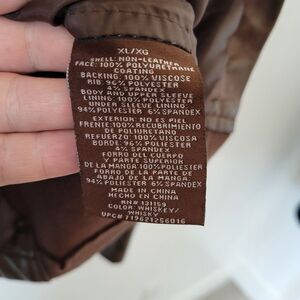 XL/XG
SHELL: NON-LEATHER
FACE: 100% POLYURETHANE
COATING
BACKING: 100% VISCOSE
RIB: 96% POLYESTER
4% SPANDEX
BODY AND UPPER SLEEVE
LINING: 100% POLYESTER
UNDER SLEEVE LINING:
94% POLYESTER 6% SPANDEX
EXTERIOR: NO ES PIEL
FRENTE: 100% RECUBRIMIENTO
DE POLIURETANO
REFUERZO: 100% VISCOSA
BORDE: 96% POLIESTER
4% SPANDEX
FORRO DEL CUERPO
Y PARTE SUPERIOR
DE LA MANGA: 100% POLIESTER
FORRO DE LA PARTE DE
ABAJO DE LA MANGA:
94% POLIESTER 6% SPANDEX
MADE IN CHINA
HECHO EN CHINA
RN# 131159
COLOR: WHISKEY/
WHISKY
UPC# 719621256016